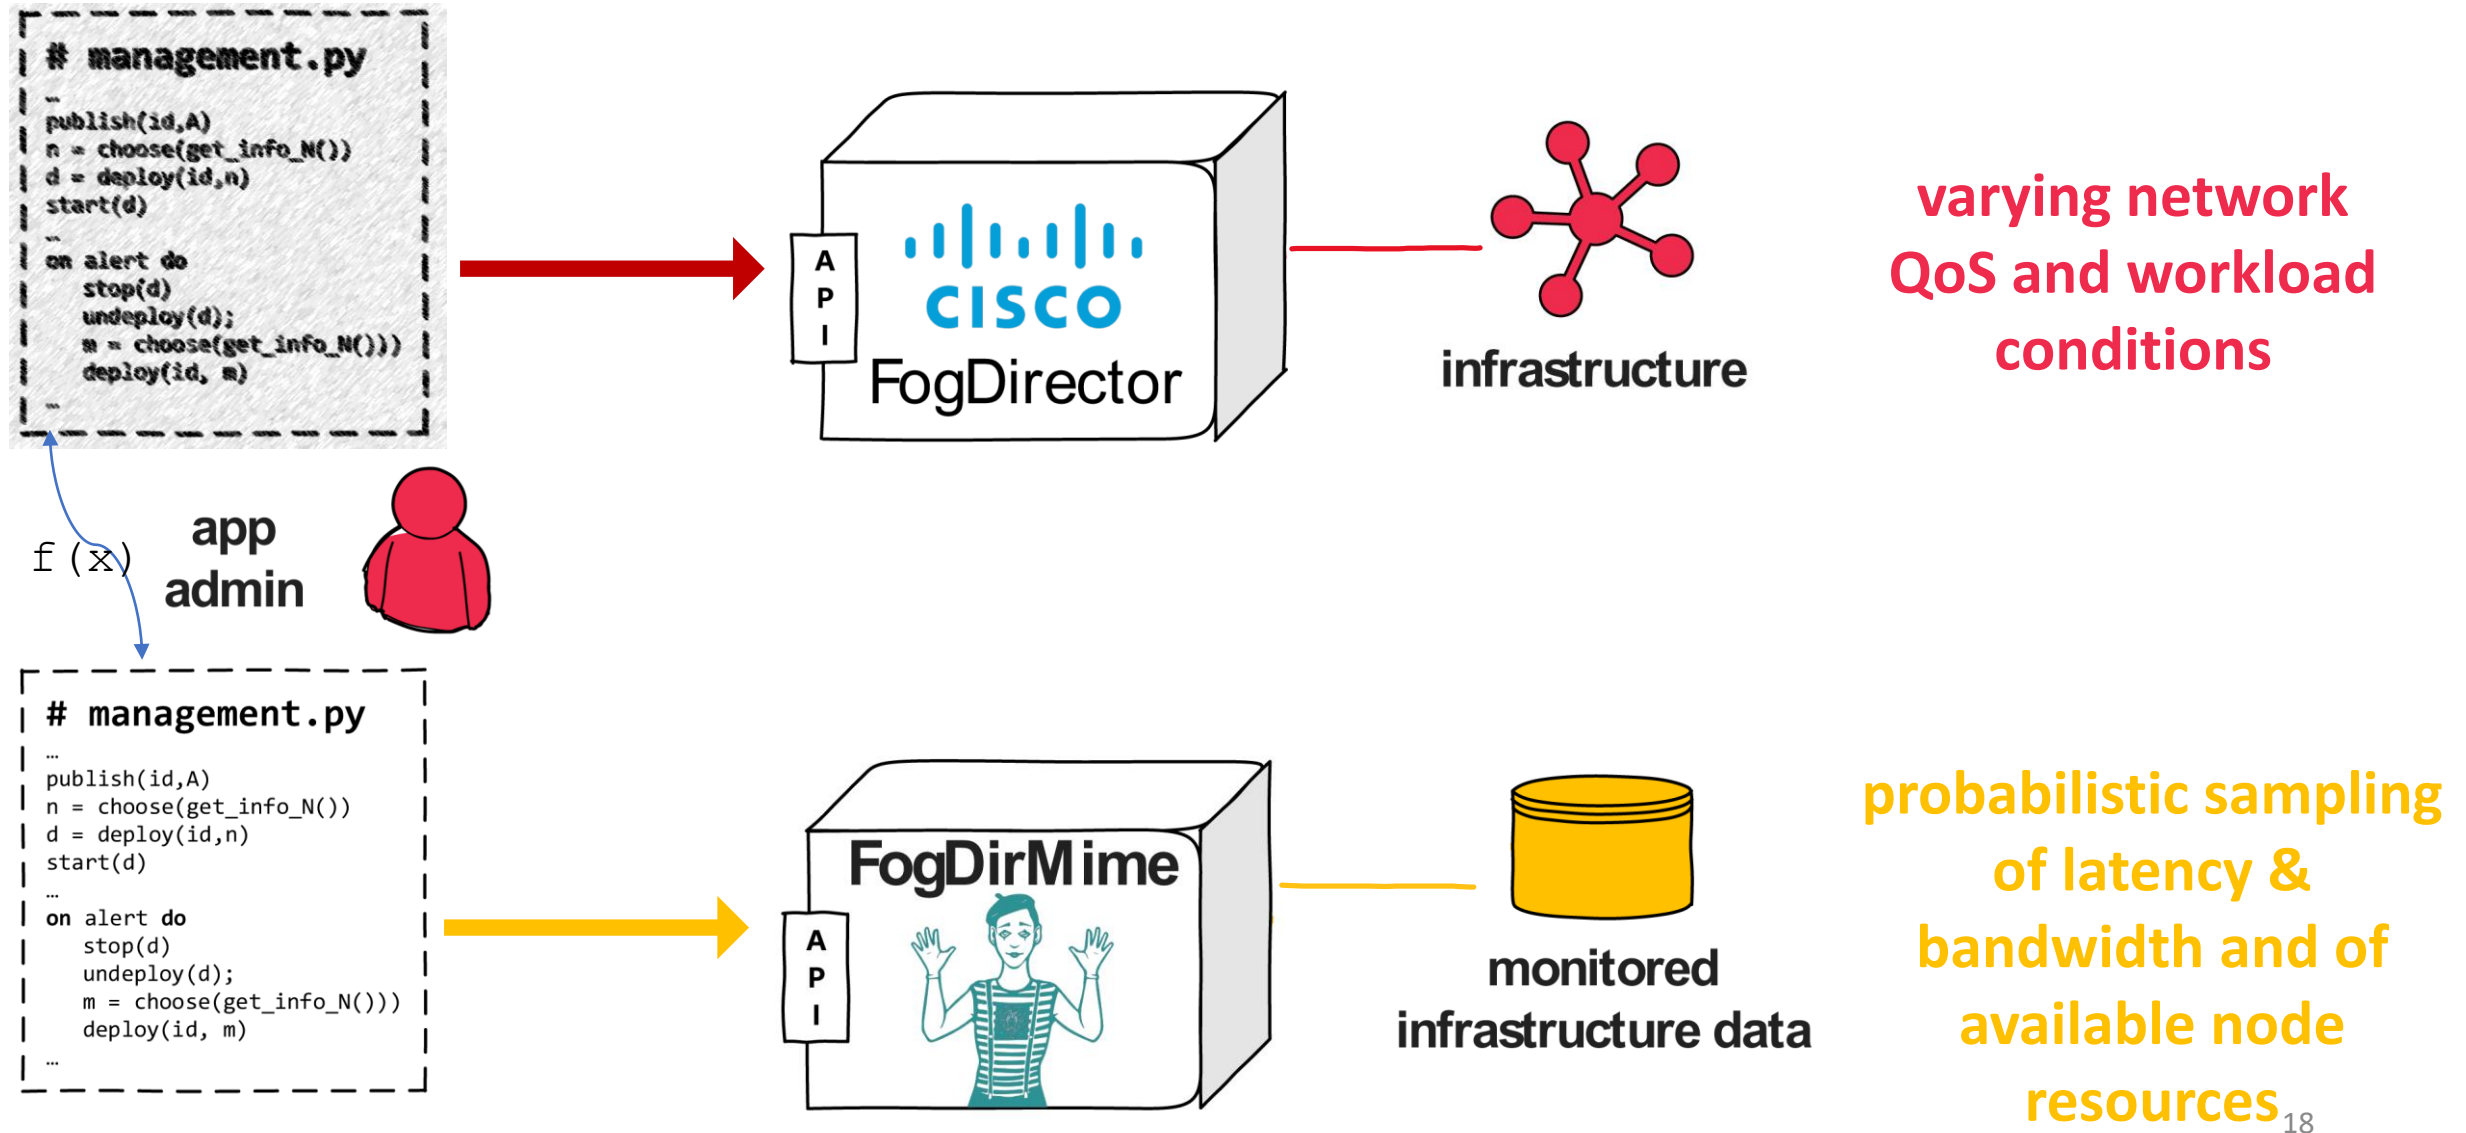 # management.py
…
publish(id,A)
n = choose(get_info_N())
d = deploy(id,n)
start(d)
…
on alert do
stop(d)
undeploy(d);
m = choose(get_info_N()))
deploy(id, m)
…
A
P
I
CISCO
FogDirector
infrastructure
varying network
QoS and workload
conditions
f(x)
app
admin
# management.py
…
publish(id,A)
n = choose(get_info_N())
d = deploy(id,n)
start(d)
…
on alert do
stop(d)
undeploy(d);
m = choose(get_info_N()))
deploy(id, m)
…
A
P
I
FogDirMime
monitored
infrastructure data
probabilistic sampling
of latency &
bandwidth and of
available node
resources
18